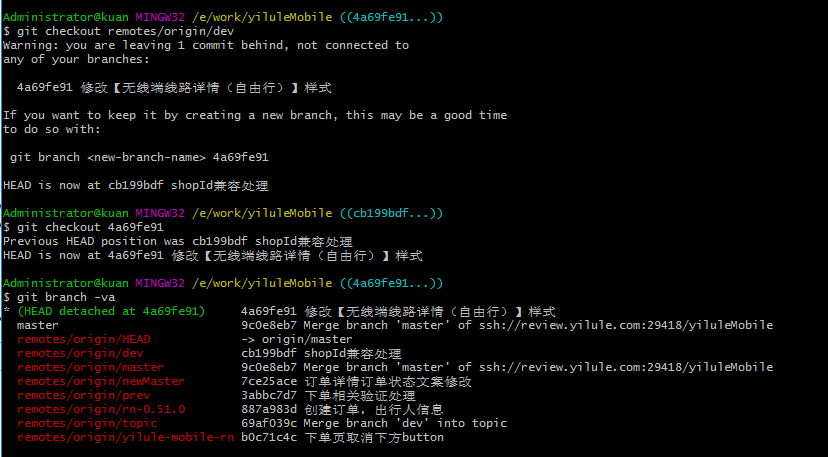 Administrator@kuan MINGW32 /e/work/yiluleMobile ((4a69fe91...))
$ git checkout remotes/origin/dev
Warning: you are leaving 1 commit behind, not connected to
any of your branches:
4a69fe91 修改【无线端线路详情（自由行）】样式
If you want to keep it by creating a new branch, this may be a good time
to do so with:
git branch <new-branch-name> 4a69fe91
HEAD is now at cb199bdf shopId兼容处理
Administrator@kuan MINGW32 /e/work/yiluleMobile ((cb199bdf...))
$ git checkout 4a69fe91
Previous HEAD position was cb199bdf shopId兼容处理
HEAD is now at 4a69fe91 修改【无线端线路详情（自由行）】样式
Administrator@kuan MINGW32 /e/work/yiluleMobile ((4a69fe91...))
$ git branch -va
* (HEAD detached at 4a69fe91) 4a69fe91 修改【无线端线路详情（自由行）】样式
master 9c0e8eb7 Merge branch 'master' of ssh://review.yilule.com:29418/yiluleMobile
remotes/origin/HEAD -> origin/master
remotes/origin/dev cb199bdf shopId兼容处理
remotes/origin/master 9c0e8eb7 Merge branch 'master' of ssh://review.yilule.com:29418/yiluleMobile
remotes/origin/newMaster 7ce25ace 订单详情订单状态文案修改
remotes/origin/prev 3abbc7d7 下单相关验证处理
remotes/origin/rn-0.51.0 887a983d 创建订单，出行人信息
remotes/origin/topic 69af039c Merge branch 'dev' into topic
remotes/origin/yilule-mobile-rn b0c71c4c 下单页取消下方button